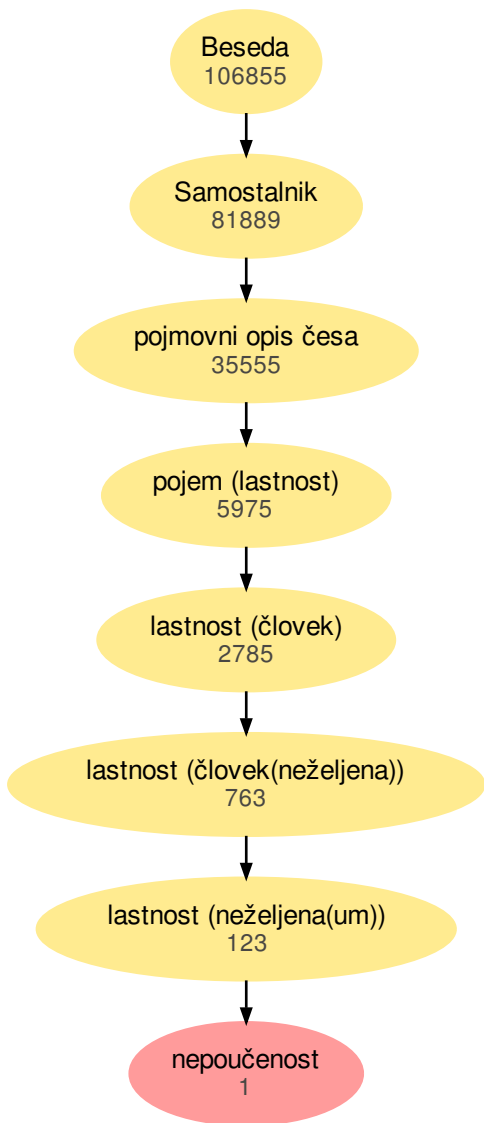 Beseda
106855
Samostalnik
81889
pojmovni opis česa
35555
pojem (lastnost)
5975
lastnost (človek)
2785
lastnost (človek(neželjena))
763
lastnost (neželjena(um))
123
nepoučenost
1